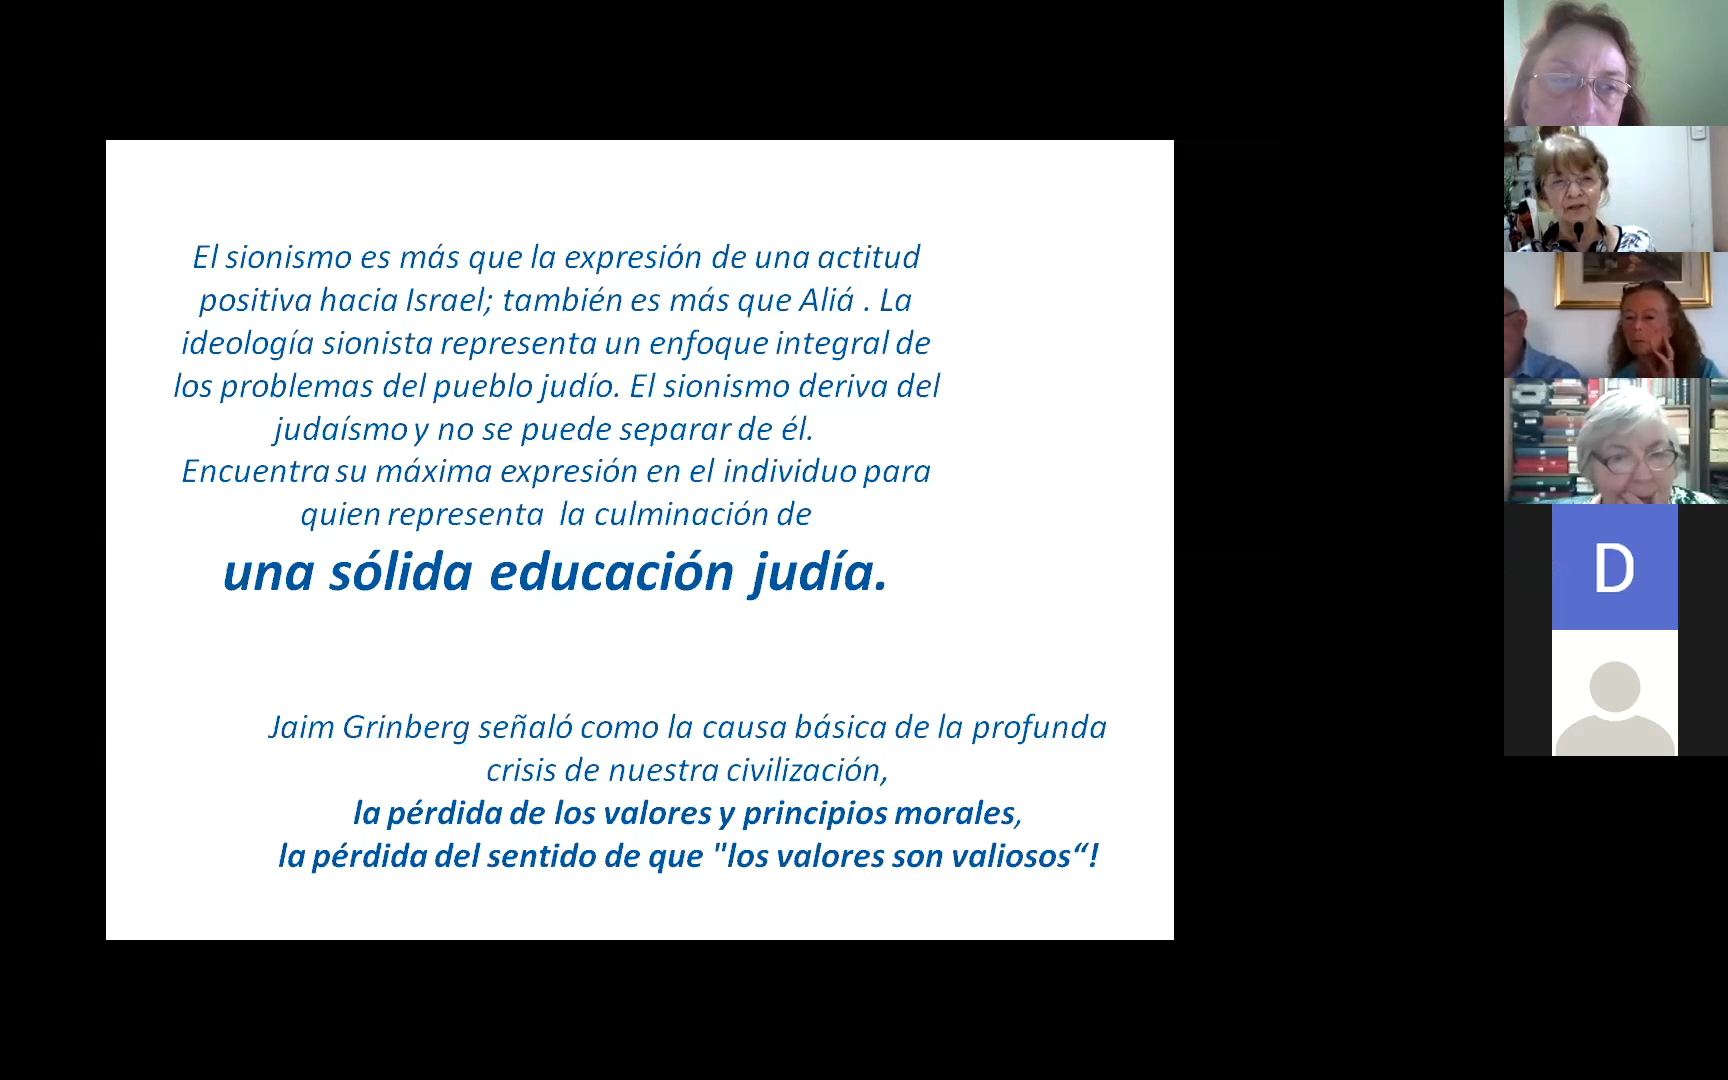 El sionismo es más que la expresión de una actitud
positiva hacia Israel; también es más que Aliá . La
ideología sionista representa un enfoque integral de
los problemas del pueblo judío. El sionismo deriva del
judaísmo y no se puede separar de él.
Encuentra su máxima expresión en el individuo para
quien representa  la culminación de
una sólida educación judía.
Jaim Grinberg señaló como la causa básica de la profunda
crisis de nuestra civilización,
la pérdida de los valores y principios morales,
la pérdida del sentido de que "los valores son valiosos“!
D